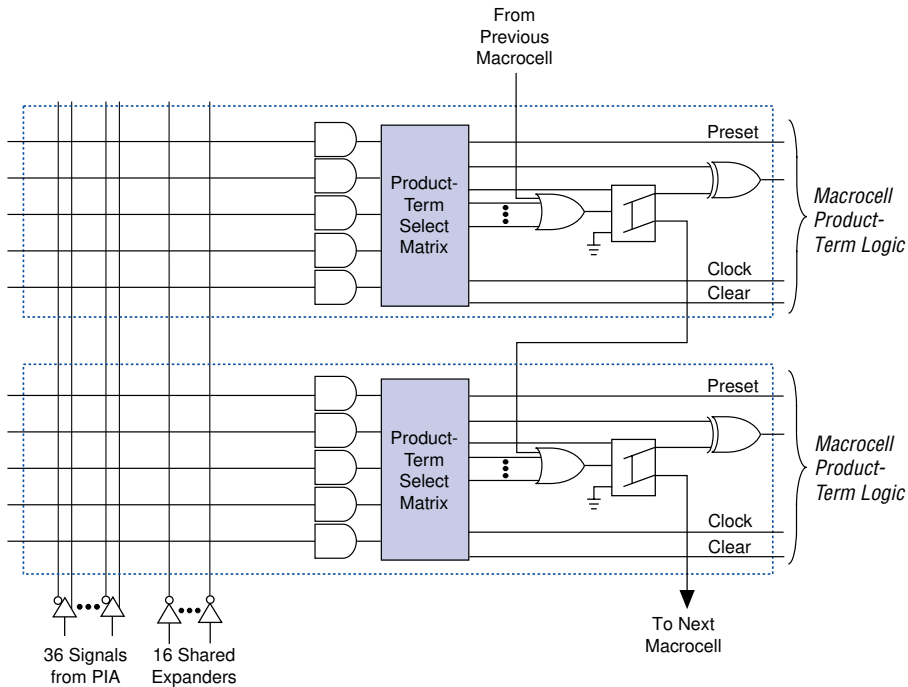 From
Previous
Macrocell
Preset
Product-
Term
Select
Matrix
Macrocell
Product-
Term Logic
Clock
Clear
Preset
Product-
Term
Select
Matrix
Macrocell
Product-
Term Logic
Clock
Clear
To Next
Macrocell
36 Signals
from PIA
16 Shared
Expanders